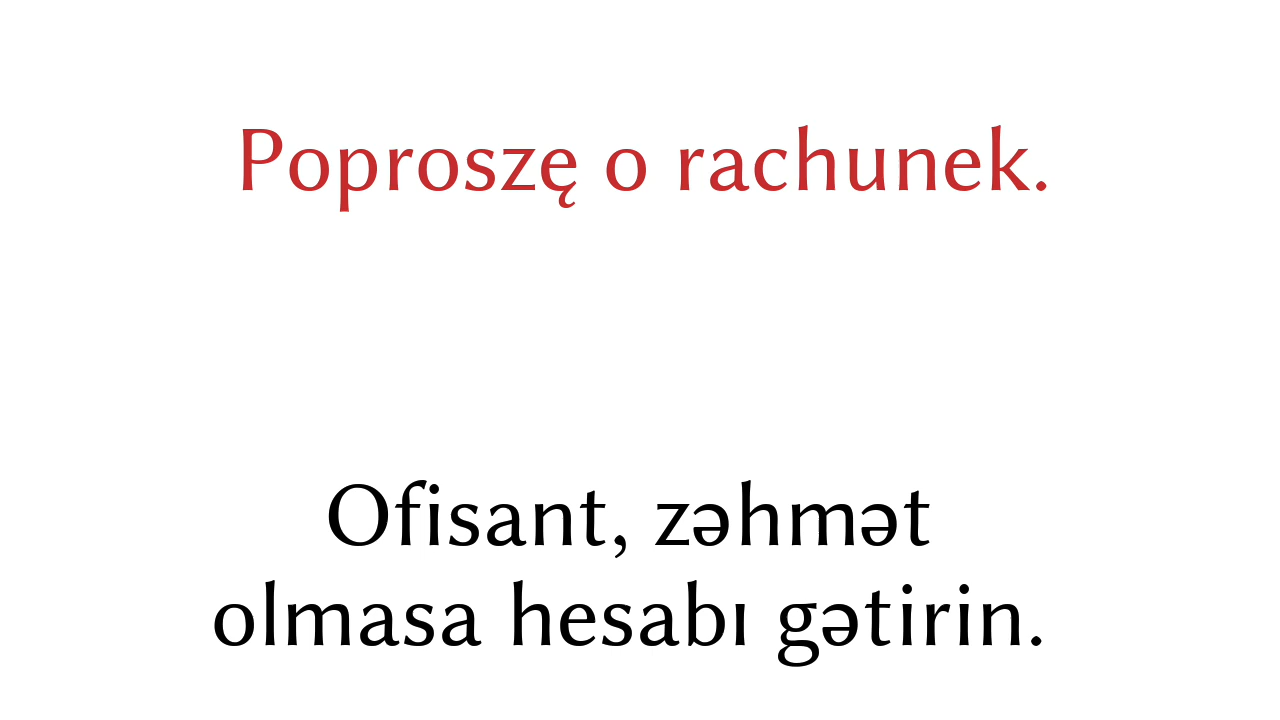 Poproszę o rachunek.
Ofisant, zəhmət
olmasa hesabı gətirin.